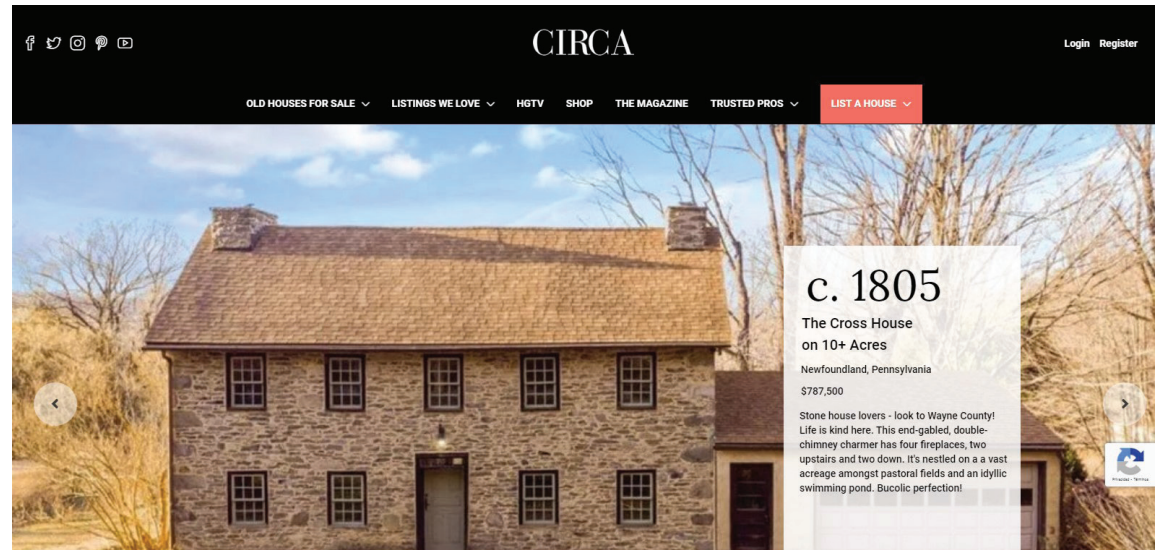 CIRCA
Login Register
OLD HOUSES FOR SALE LISTINGS WE LOVE HGTV SHOP THE MAGAZINE TRUSTED PROS LIST A HOUSE
c. 1805
The Cross House
on 10+ Acres
Newfoundland, Pennsylvania
$787,500
Stone house lovers - look to Wayne County!
Life is kind here. This end-gabled, double-
chimney charmer has four fireplaces, two
upstairs and two down. It's nestled on a a vast
acreage amongst pastoral fields and an idyllic
swimming pond. Bucolic perfection!